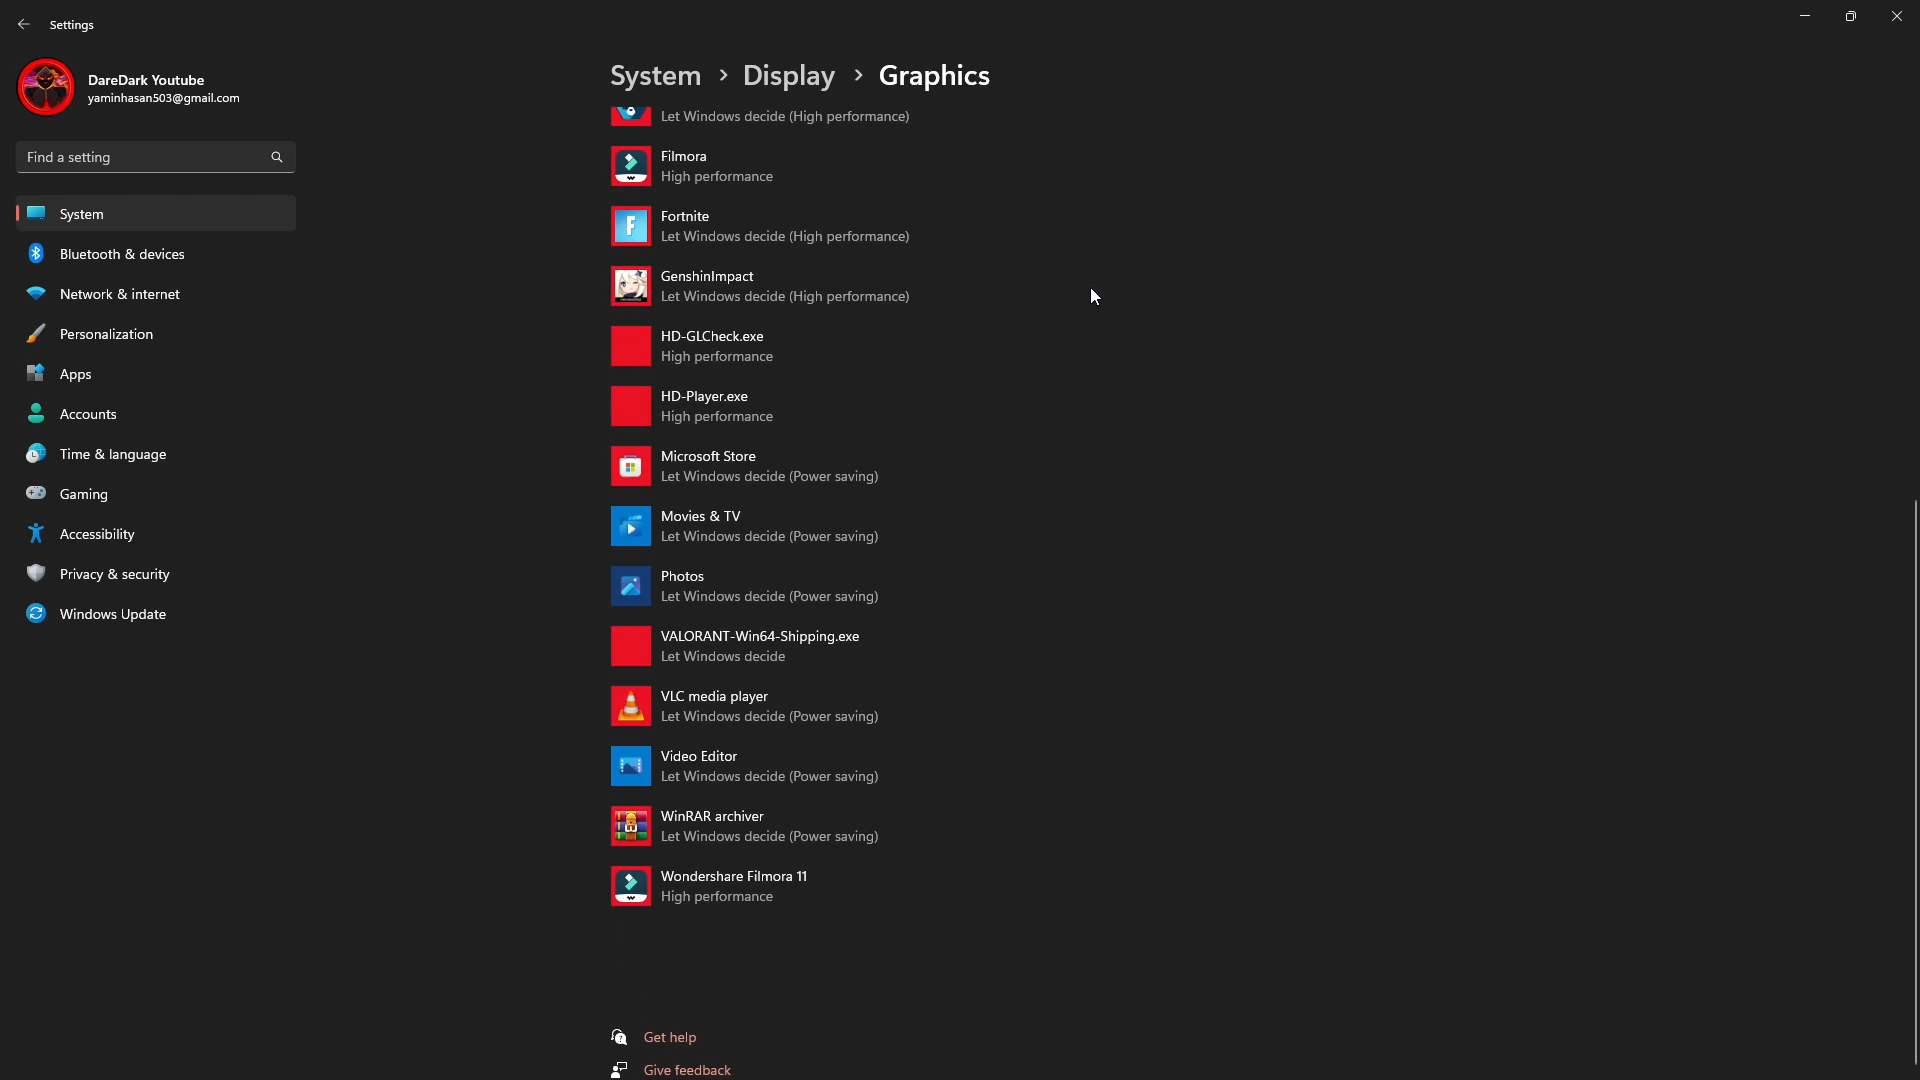 Settings
DareDark Youtube
yaminhasan503@gmail.com
Find a setting
System
Bluetooth & devices
Network & internet
Personalization
Apps
Accounts
Time & language
Gaming
Accessibility
Privacy & security
Windows Update
System > Display > Graphics
Let Windows decide (High performance)
Filmora
High performance
Fortnite
Let Windows decide (High performance)
GenshinImpact
Let Windows decide (High performance)
HD-GLCheck.exe
High performance
HD-Player.exe
High performance
Microsoft Store
Let Windows decide (Power saving)
Movies & TV
Let Windows decide (Power saving)
Photos
Let Windows decide (Power saving)
VALORANT-Win64-Shipping.exe
Let Windows decide
VLC media player
Let Windows decide (Power saving)
Video Editor
Let Windows decide (Power saving)
WinRAR archiver
Let Windows decide (Power saving)
Wondershare Filmora 11
High performance
Get help
Give feedback